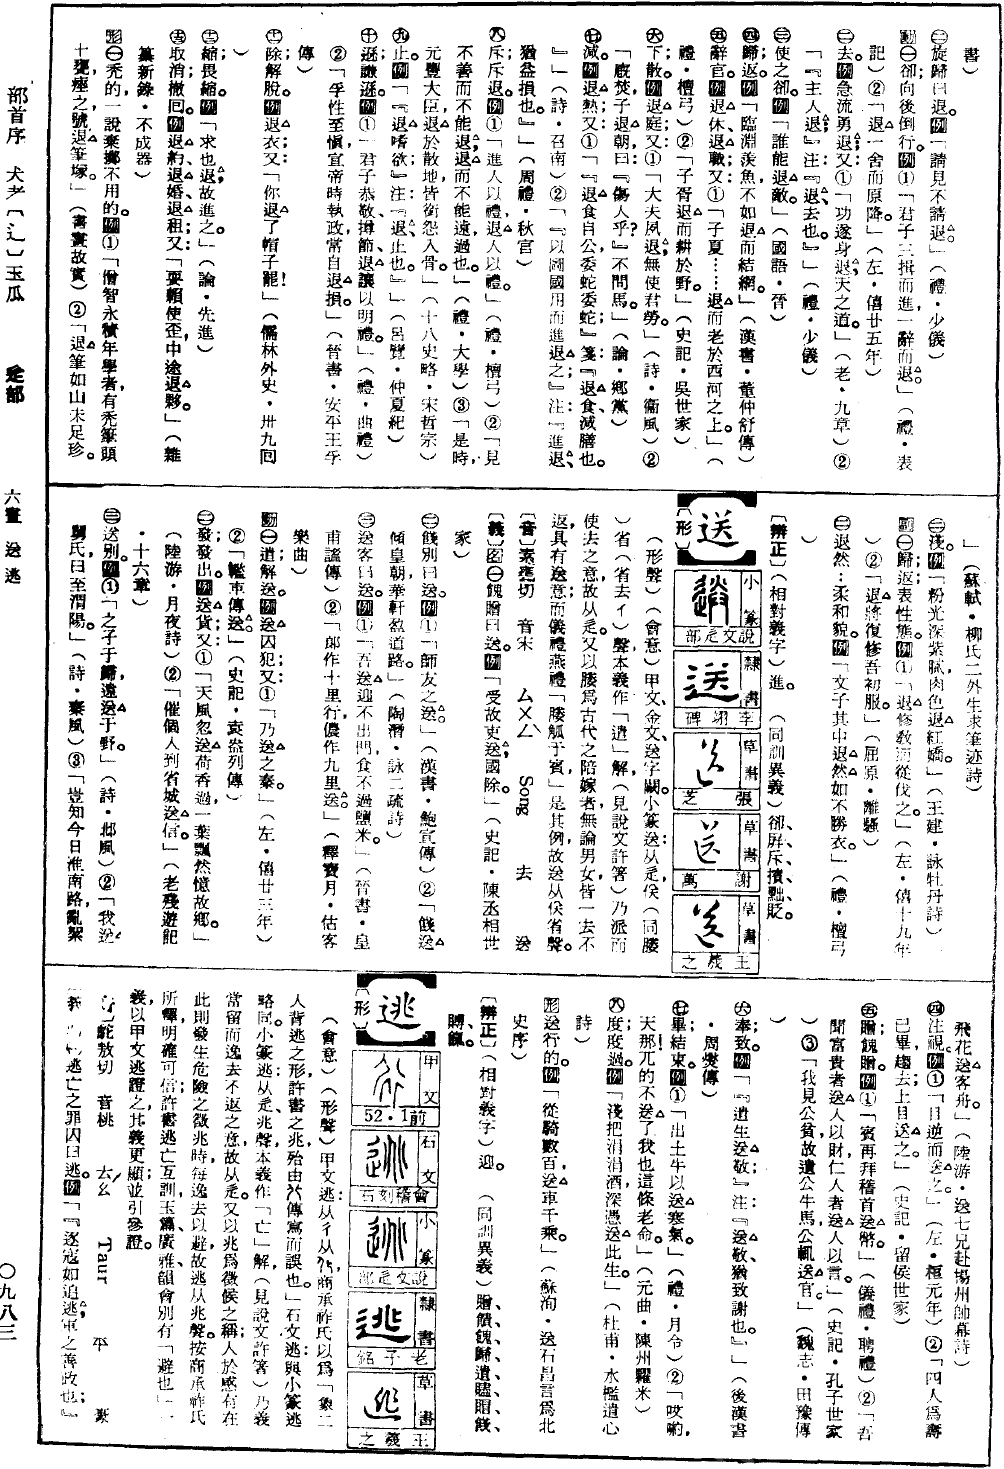 書）
㊂旋歸曰退。例「請見不請退。」（禮・少儀）
動㊀卻向後倒行。例①「君子三揖而進，一辭而退。」（禮・表
記）②「退一舍而原降。」（左・僖廿五年）
㊁去。例急流勇退；又：①「功遂身退，天之道。」（老・九章）②
「『主人退』；注：『退，去也。』」（禮・少儀）
㊂使之卻。例「誰能退敵。」（國語・晉）
㊃歸返。例「臨淵羨魚，不如退而結網。」（漢書・董仲舒傳）
㊄辭官。例退休、退職；又：①「子夏……退而老於西河之上。」（
禮・檀弓）②「子胥退而耕於野。」（史記・吳世家）
㊅下散。例退庭；又：①「大夫夙退，無使君勞。」（詩・衞風）②
「廄焚，子退朝，曰：『傷人乎？』不問馬。」（論・鄉黨）
㊆減。例退熱；又：①「『退食自公，委蛇委蛇』；箋：『退食，減膳也。
』」（詩・召南）②「『以圖國用而進退之』；注：『進退，
猶益損也。』」（周禮・秋官）
㊇斥；斥退。例①「進人以禮，退人以禮。」（禮・檀弓）②「見
不善而不能退，退而不能遠，過也。」（禮・大學）③「是時，
元豐大臣，退於散地，皆銜怨入骨。」（十八史略・宋哲宗）
㊈止。例「『退嗜欲』；注：『退，止也。』」（呂覽・仲夏紀）
㊉遜；謙遜。例①「君子恭敬撙節退讓以明禮。」（禮・曲禮）
②「孚性至愼，宣帝時執政，常自退損。」（晉書・安平王孚
傳）
除；解脫。例退衣；又：「你退了帽子罷！」（儒林外史・卅九回
）
縮；畏縮。例「求也退，故進之。」（論・先進）
取消；撤回。例退約、退婚、退租；又：「耍賴使歪，中途退夥。」（雜
纂新錄・不成器）
形㊀禿的；一說棄擲不用的。例①「僧智永積年學書，有禿筆頭
十甕，瘞之，號退筆塚。」（書畫故實）②「退筆如山未足珍。
」（蘇軾・柳氏二外生求筆迹詩）
㊁淺。例「粉光深紫膩，肉色退紅嬌。」（王建・詠牡丹詩）
副㊀歸返，表性態。例①「退修敎而從伐之。」（左・僖十九年
）②「退將復修吾初服。」（屈原・離騷）
㊁退然：柔和貌。例「文子其中退然如不勝衣。」（禮・檀弓
）
〔辨正〕（相對義字）進。（同訓異義）卻、屛、斥、擯、黜、貶。
送
〔形〕
小篆 說文辵部
隸書 李翊碑
草書 張芝
草書 謝萬
草書 王羲之
（形聲）（會意）甲文、金文、送字闕。小篆送：从辵，㑞（同媵
）省（省去亻）聲，本義作「遣」解，（見說文許箸）乃派而
使去之意，故从辵。又以媵爲古代之陪嫁者，無論男女，皆一去不
返，具有送意，而儀禮燕禮「媵觚于賓」，是其例，故送从㑞省聲。
〔音〕素甕切 音宋 ㄙㄨㄥ Song 去 送
〔義〕名㊀餽贈曰送。例「受故吏送，國除。」（史記・陳丞相世
家）
㊁餞別曰送。例①「師友之送。」（漢書・鮑宣傳）②「餞送
傾皇朝，華軒盈道路。」（陶潛・詠二疏詩）
㊂送客曰送。例①「吾送迎不出門，食不過鹽米。」（晉書・皇
甫謐傳）②「郞作十里行，儂作九里送。」（釋寶月・估客
樂曲）
動㊀遣；解送。例送囚犯；又：①「乃送之秦。」（左・僖廿三年）
②「檻車傳送。」（史記・袁盎列傳）
㊁發；發出。例送貨；又：①「天風忽送荷香過，一葉飄然憶故鄉。」
（陸游・月夜詩）②「催個人到省城送信。」（老殘遊記
・十六章）
㊂送別。例①「之子于歸，遠送于野。」（詩・邶風）②「我送
舅氏，曰至渭陽。」（詩・秦風）③「豈知今日淮南路，亂絮
飛花送客舟。」（陸游・送七兄赴揚州帥幕詩）
㊃注視。例①「目逆而送之。」（左・桓元年）②「四人爲壽
已畢，趨去，上目送之。」（史記・留侯世家）
㊄贈；餽贈。例①「賓再拜稽首送幣。」（儀禮・聘禮）②「吾
聞富貴者送人以財，仁人者送人以言。」（史記・孔子世家
）③「我見公貧，故遺公牛馬，公輒送官。」（魏志・田豫傳
）
㊅奉；致。例「『遣生送敬』；注：『送敬，猶致謝也。』」（後漢書
・周燮傳）
㊆畢；結束。例①「出土牛以送寒氣。」（禮・月令）②「哎喲，
天那！兀的不送了我也這條老命。」（元曲・陳州糶米）
㊇度；度過。例「淺把涓涓酒，深憑送此生。」（杜甫・水檻遣心
詩）
形送行的。例「從騎數百，送車千乘。」（蘇洵・送石昌言爲北
史序）
〔辨正〕（相對義字）迎。（同訓異義）贈、饋、餽、歸、遺、贐、賵、餞、
賻、餼。
逃
〔形〕
甲文 前1・52
石文 會稽刻石
小篆 說文辵部
隸書 老子銘
草書 王羲之
（會意）（形聲）甲文逃：从彳从，商承祚氏以爲「象二
人背逃之形，許書之兆，殆由傳寫而誤也。」石文逃：與小篆逃
略同。小篆逃：从辵，兆聲，本義作「亡」解，（見說文許箸）乃義
當留而逸去不返之意，故从辵。又以兆爲徵侯之稱；人於感有在
此則發生危險之徵兆時，每逸去以避，故逃从兆聲。按商承祚氏
所釋明確可信；許書逃、亡互訓；玉篇、廣雅、韻會別有「避也」一
義，以甲文逃證之，其義更顯；並引參證。
〔音〕鉈敖切 音桃 ㄊㄠ Taur 平 豪
逃亡之罪囚曰逃。例「『逐寇如追逃，軍之善政也』；
部首序 犬老〔辶〕玉瓜 辵部 六畫 送逃 〇九八三